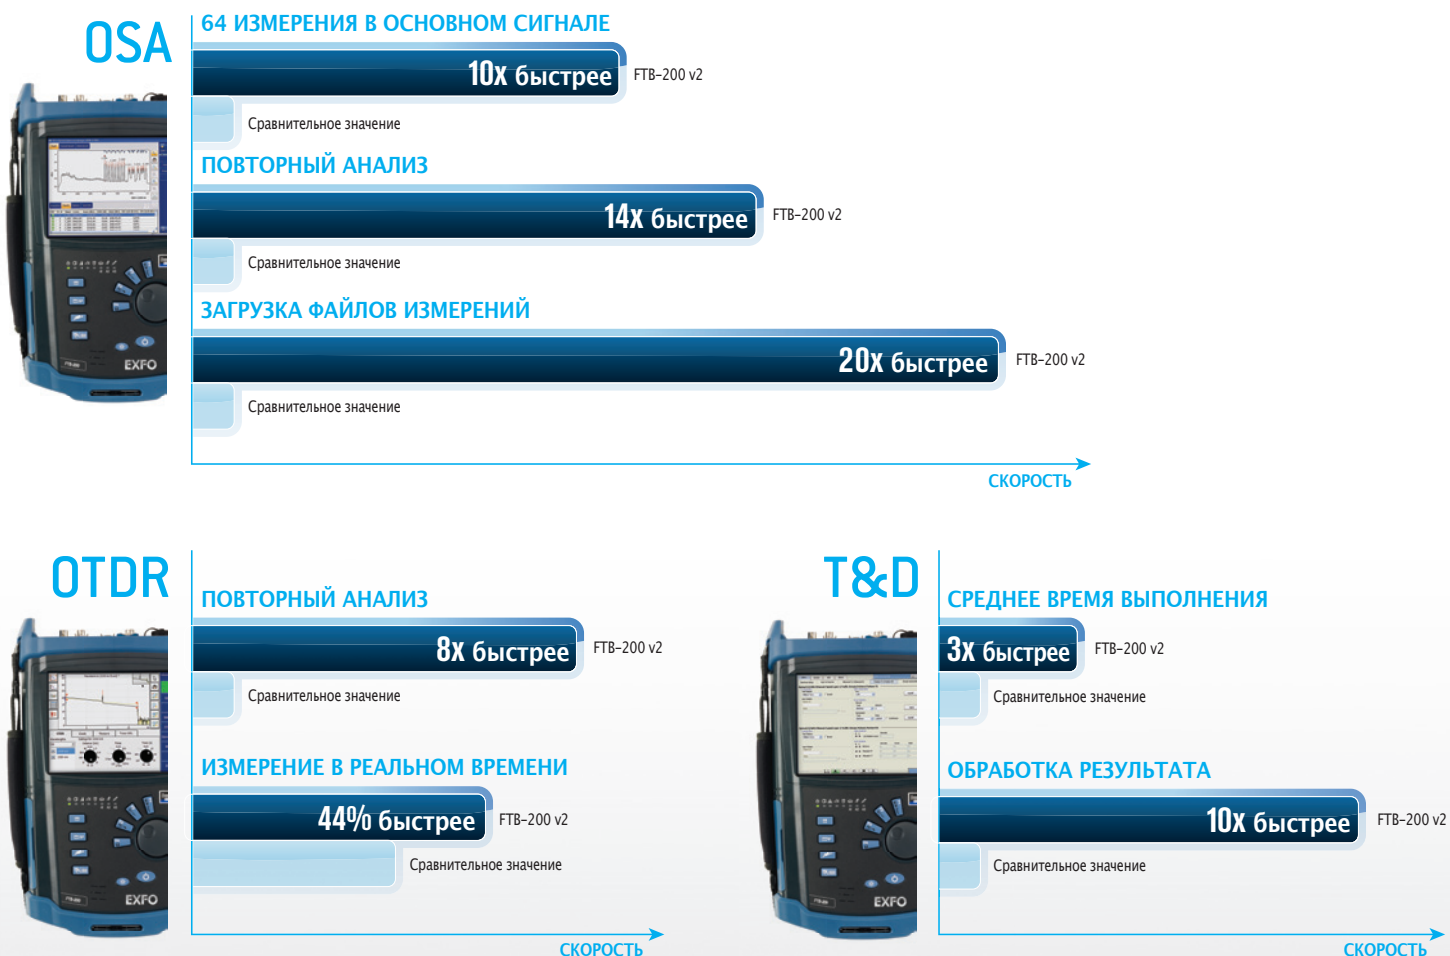 OSA
64 ИЗМЕРЕНИЯ В ОСНОВНОМ СИГНАЛЕ
10X быстрее
FTB-200 v2
Сравнительное значение
ПОВТОРНЫЙ АНАЛИЗ
14X быстрее
FTB-200 v2
Сравнительное значение
ЗАГРУЗКА ФАЙЛОВ ИЗМЕРЕНИЙ
20X быстрее
FTB-200 v2
Сравнительное значение
EXFO
СКОРОСТЬ
OTDR
ПОВТОРНЫЙ АНАЛИЗ
8X быстрее
FTB-200 v2
Сравнительное значение
ИЗМЕРЕНИЕ В РЕАЛЬНОМ ВРЕМЕНИ
44% быстрее
FTB-200 v2
Сравнительное значение
EXFO
СКОРОСТЬ
T&D
СРЕДНЕЕ ВРЕМЯ ВЫПОЛНЕНИЯ
3X быстрее
FTB-200 v2
Сравнительное значение
ОБРАБОТКА РЕЗУЛЬТАТА
10X быстрее
FTB-200 v2
Сравнительное значение
EXFO
СКОРОСТЬ